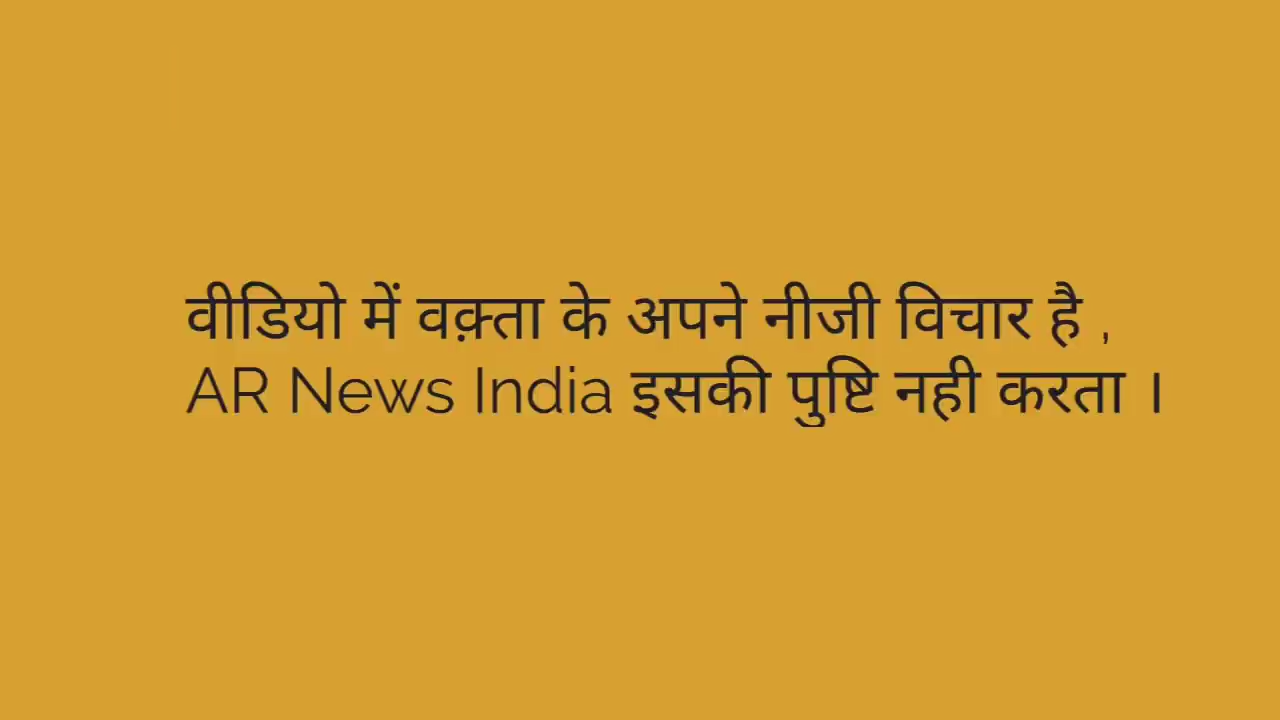 वीडियो में वक़्ता के अपने नीजी विचार है ,
AR News India इसकी पुष्टि नही करता ।